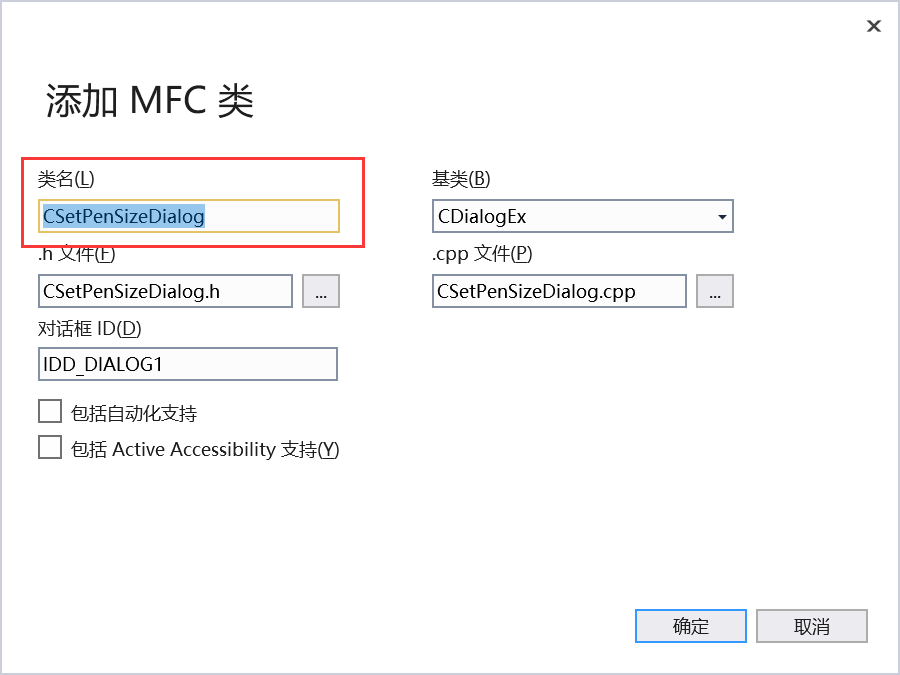 添加 MFC 类
类名(L)
基类(B)
CSetPenSizeDialog
CDialogEx
.h 文件(F)
.cpp 文件(P)
CSetPenSizeDialog.h
...
CSetPenSizeDialog.cpp
...
对话框 ID(D)
IDD_DIALOG1
包括自动化支持
包括 Active Accessibility 支持(Y)
确定
取消